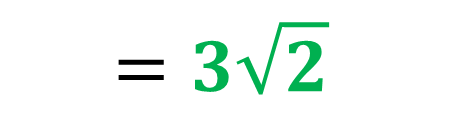 = 3√2